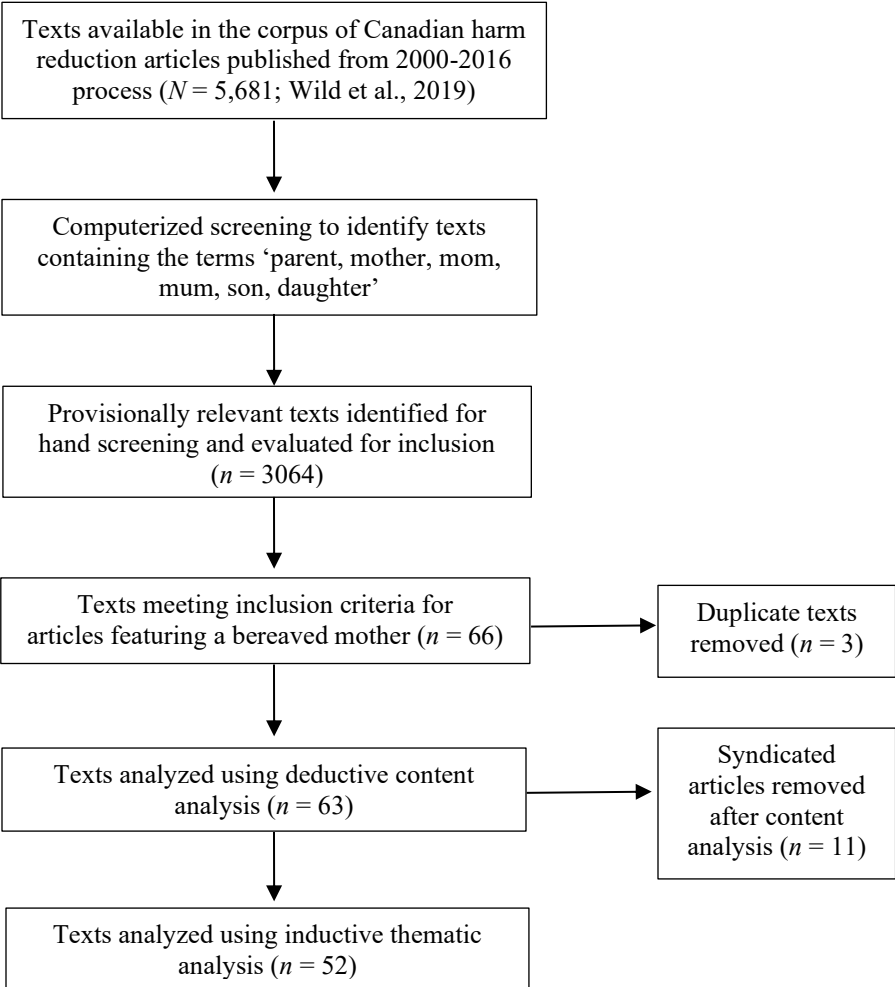 Texts available in the corpus of Canadian harm
reduction articles published from 2000-2016
process (N = 5,681; Wild et al., 2019)
Computerized screening to identify texts
containing the terms ‘parent, mother, mom,
mum, son, daughter’
Provisionally relevant texts identified for
hand screening and evaluated for inclusion
(n = 3064)
Texts meeting inclusion criteria for
articles featuring a bereaved mother (n = 66)
Duplicate texts
removed (n = 3)
Texts analyzed using deductive content
analysis (n = 63)
Syndicated
articles removed
after content
analysis (n = 11)
Texts analyzed using inductive thematic
analysis (n = 52)